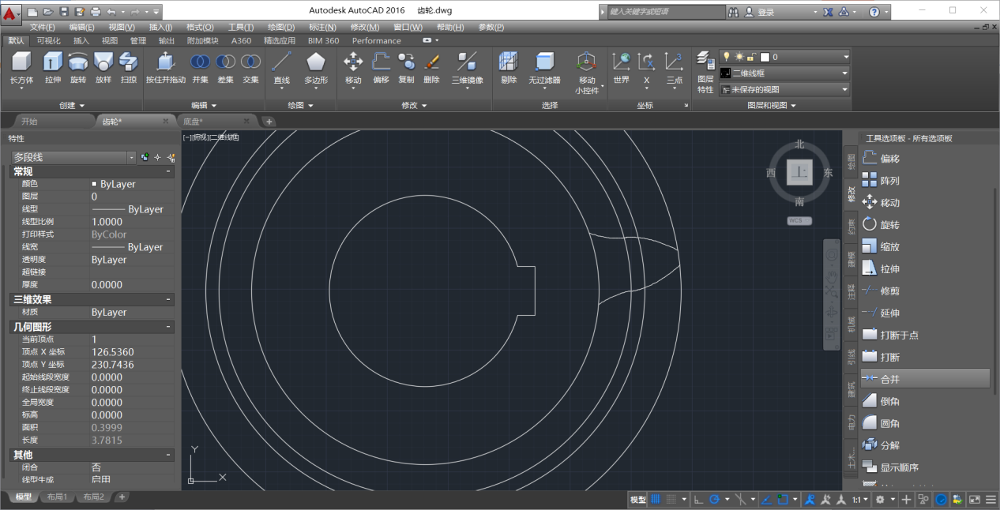 Autodesk AutoCAD 2016 齿轮.dwg
键入关键字或短语
登录
文件(F) 编辑(E) 视图(V) 插入(I) 格式(O) 工具(T) 绘图(D) 标注(N) 修改(M) 窗口(W) 帮助(H) 参数(P)
默认 可视化 插入 视图 管理 输出 附加模块 A360 精选应用 BIM 360 Performance
长方体 拉伸 旋转 放样 扫掠 按住并拖动 并集 差集 交集 直线 多边形 移动 偏移 复制 删除 三维镜像 剔除 无过滤器 移动小控件 世界 X 三点 图层特性
0
二维线框
未保存的视图
创建 编辑 绘图 修改 选择 坐标 图层和视图
开始 齿轮* 底盘*
特性
多段线
常规
颜色 ByLayer
图层 0
线型 ByLayer
线型比例 1.0000
打印样式 ByColor
线宽 ByLayer
透明度 ByLayer
超链接
厚度 0.0000
三维效果
材质 ByLayer
几何图形
当前顶点 1
顶点 X 坐标 126.5360
顶点 Y 坐标 230.7436
起始线段宽度 0.0000
终止线段宽度 0.0000
全局宽度 0.0000
标高 0.0000
面积 0.3999
长度 3.7815
其他
闭合 否
线型生成 启用
[−][俯视][二维线框]
北
西 上 东
南
WCS
Y
X
工具选项板 - 所有选项板
绘图
修改
约束
建模
注释
机械
引线
建筑
电力
土木...
偏移
阵列
移动
旋转
缩放
拉伸
修剪
延伸
打断于点
打断
合并
倒角
圆角
分解
显示顺序
模型 布局1 布局2
模型
1:1